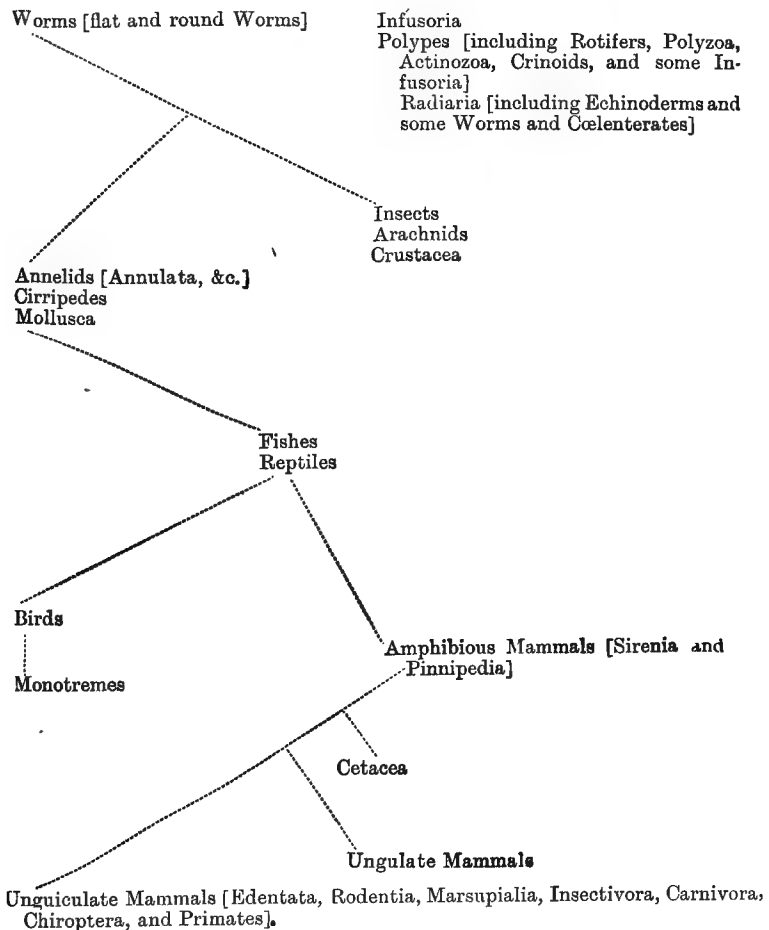 Worms [flat and round Worms]
Infusoria
Polypes [including Rotifers, Polyzoa,
Actinozoa, Crinoids, and some In-
fusoria]
Radiaria [including Echinoderms and
some Worms and Cœlenterates]
Insects
Arachnids
Crustacea
Annelids [Annulata, &c.]
Cirripedes
Mollusca
Fishes
Reptiles
Birds
Monotremes
Amphibious Mammals [Sirenia and
Pinnipedia]
Cetacea
Ungulate Mammals
Unguiculate Mammals [Edentata, Rodentia, Marsupialia, Insectivora, Carnivora,
Chiroptera, and Primates].